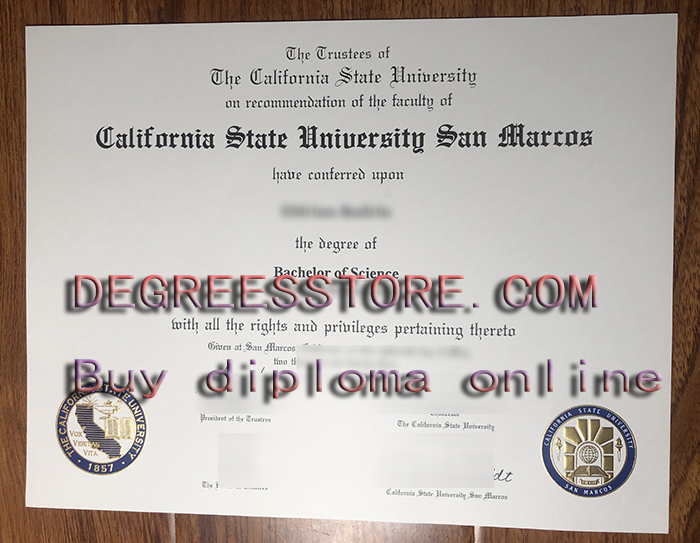 The Trustees of
The California State University
on recommendation of the faculty of
California State University San Marcos
have conferred upon
the degree of
Bachelor of Science
DEGREESSTORE. COM
with all the rights and privileges pertaining thereto
Given at San Marcos
two th
Buy diploma online
President of the Trustees
The California State University
California State University San Marcos
THE CALIFORNIA STATE UNIVERSITY
VOX VERITAS VITA
1857
CALIFORNIA STATE UNIVERSITY
SAN MARCOS